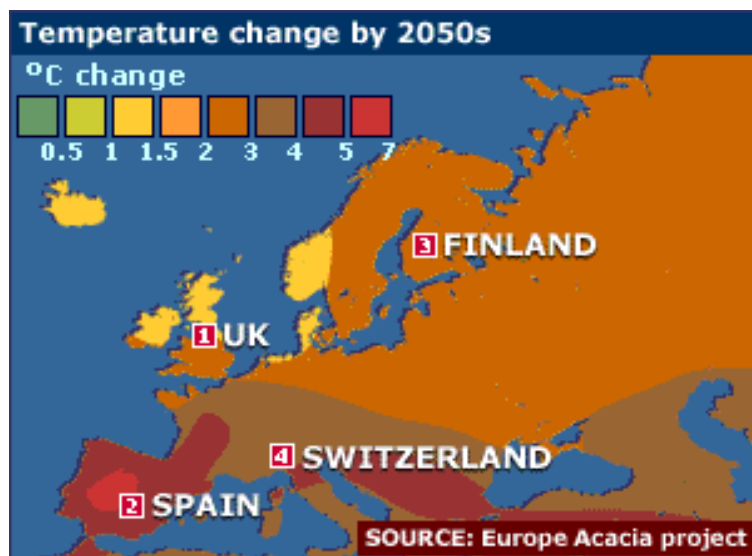 Temperature change by 2050s
ºC change
0.5 1 1.5 2 3 4 5 7
3 FINLAND
1 UK
4 SWITZERLAND
2 SPAIN
SOURCE: Europe Acacia project